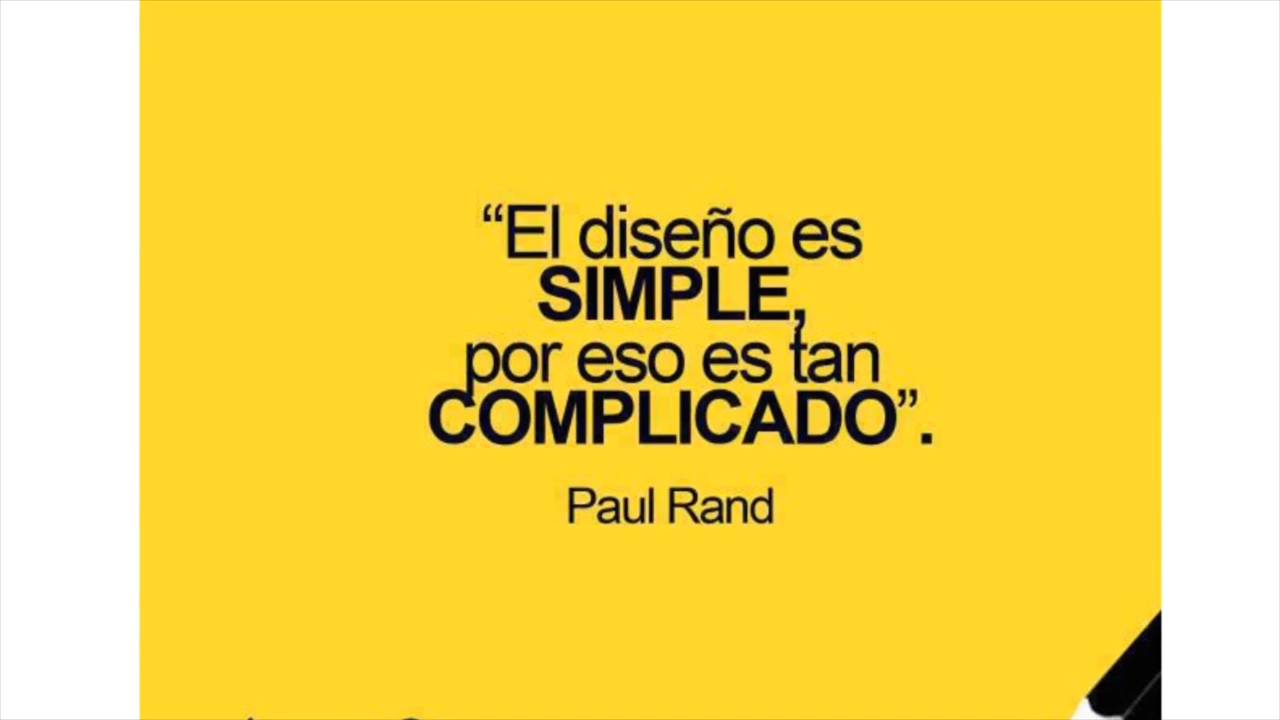 “El diseño es
SIMPLE,
por eso es tan
COMPLICADO”.
Paul Rand